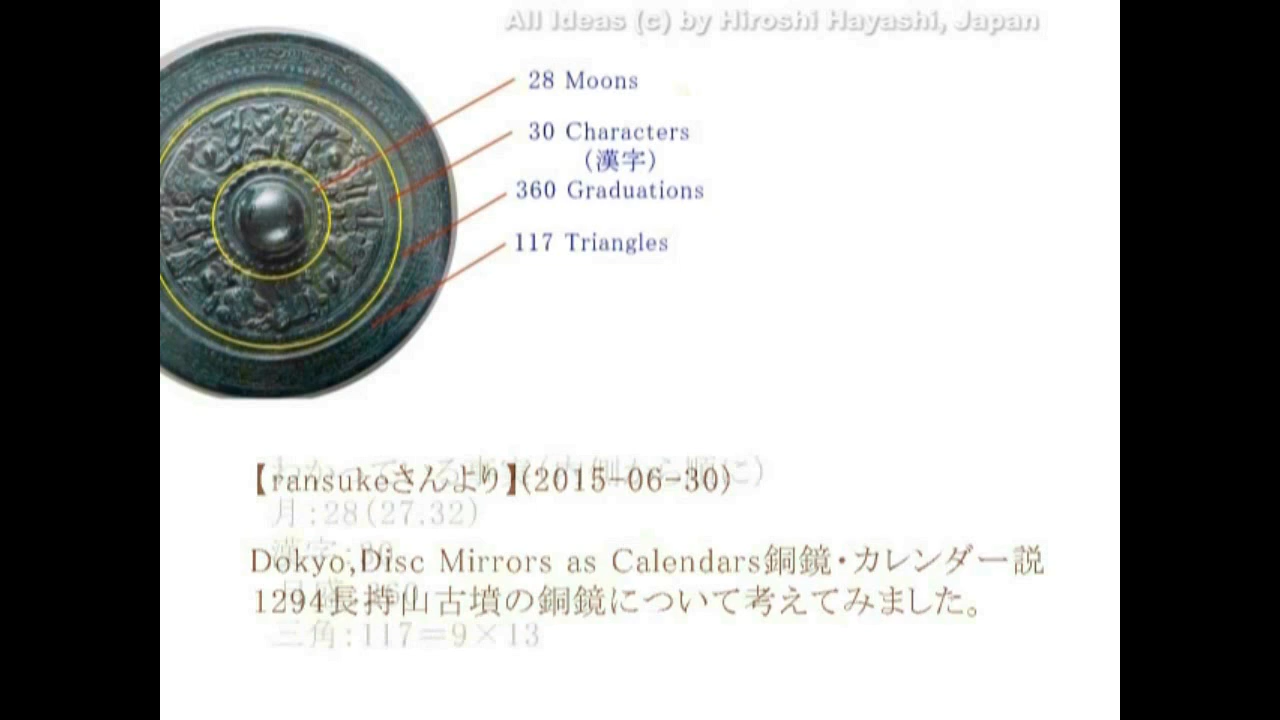 All Ideas (c) by Hiroshi Hayashi, Japan
28 Moons
30 Characters
(漢字)
360 Graduations
117 Triangles
【ransukeさんより】(2015-06-30)
月:28(27.32)
Dokyo,Disc Mirrors as Calendars銅鏡・カレンダー説
1294長持山古墳の銅鏡について考えてみました。
三角:117=9×13